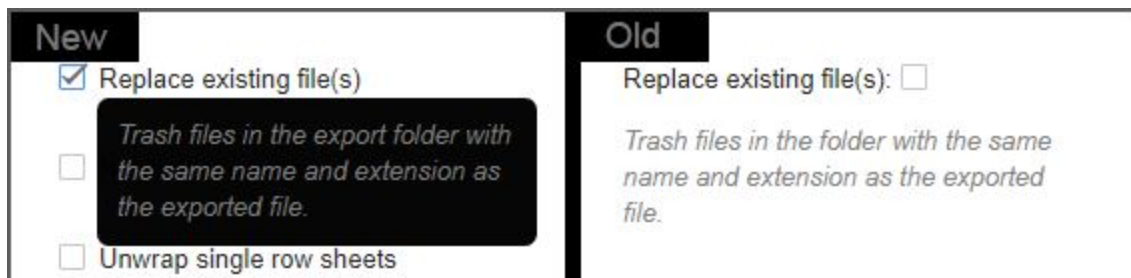 New
Replace existing file(s)
Trash files in the export folder with
the same name and extension as
the exported file.
Unwrap single row sheets
Old
Replace existing file(s):
Trash files in the folder with the same
name and extension as the exported
file.